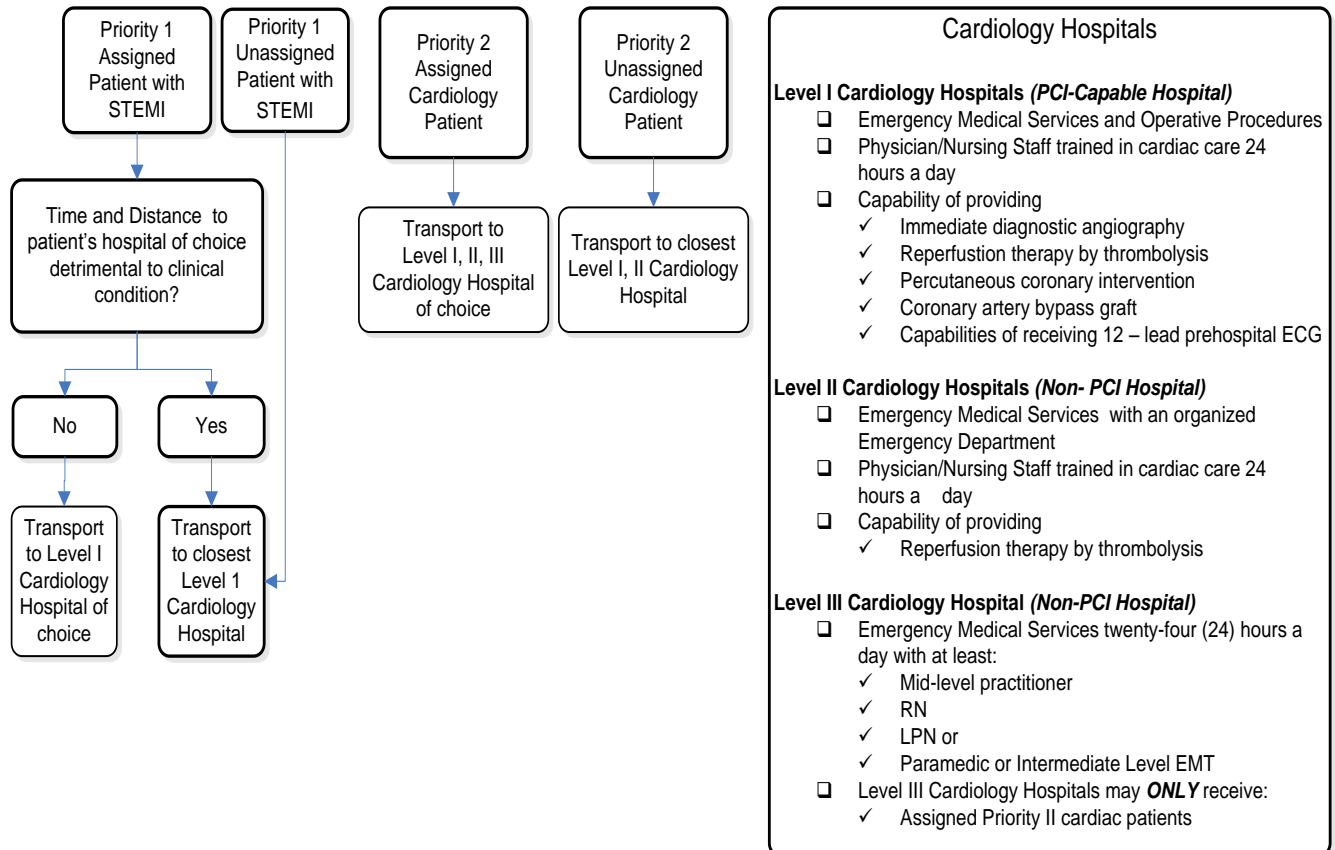 Priority 1
Assigned
Patient with
STEMI
Priority 1
Unassigned
Patient with
STEMI
Priority 2
Assigned
Cardiology
Patient
Priority 2
Unassigned
Cardiology
Patient
Time and Distance to
patient's hospital of choice
detrimental to clinical
condition?
Transport to
Level I, II, III
Cardiology Hospital
of choice
Transport to closest
Level I, II Cardiology
Hospital
No
Yes
Transport
to Level I
Cardiology
Hospital of
choice
Transport
to closest
Level 1
Cardiology
Hospital
Cardiology Hospitals
Level I Cardiology Hospitals (PCI-Capable Hospital)
❑ Emergency Medical Services and Operative Procedures
❑ Physician/Nursing Staff trained in cardiac care 24
hours a day
❑ Capability of providing
✓ Immediate diagnostic angiography
✓ Reperfustion therapy by thrombolysis
✓ Percutaneous coronary intervention
✓ Coronary artery bypass graft
✓ Capabilities of receiving 12 – lead prehospital ECG
Level II Cardiology Hospitals (Non- PCI Hospital)
❑ Emergency Medical Services with an organized
Emergency Department
❑ Physician/Nursing Staff trained in cardiac care 24
hours a day
❑ Capability of providing
✓ Reperfusion therapy by thrombolysis
Level III Cardiology Hospital (Non-PCI Hospital)
❑ Emergency Medical Services twenty-four (24) hours a
day with at least:
✓ Mid-level practitioner
✓ RN
✓ LPN or
✓ Paramedic or Intermediate Level EMT
❑ Level III Cardiology Hospitals may ONLY receive:
✓ Assigned Priority II cardiac patients